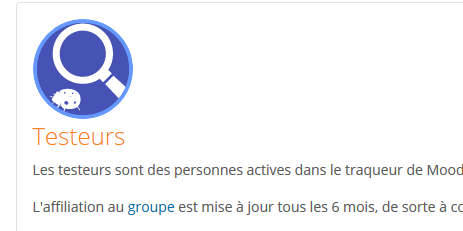 Testeurs
Les testeurs sont des personnes actives dans le traqueur de Mood
L'affiliation au groupe est mise à jour tous les 6 mois, de sorte à co